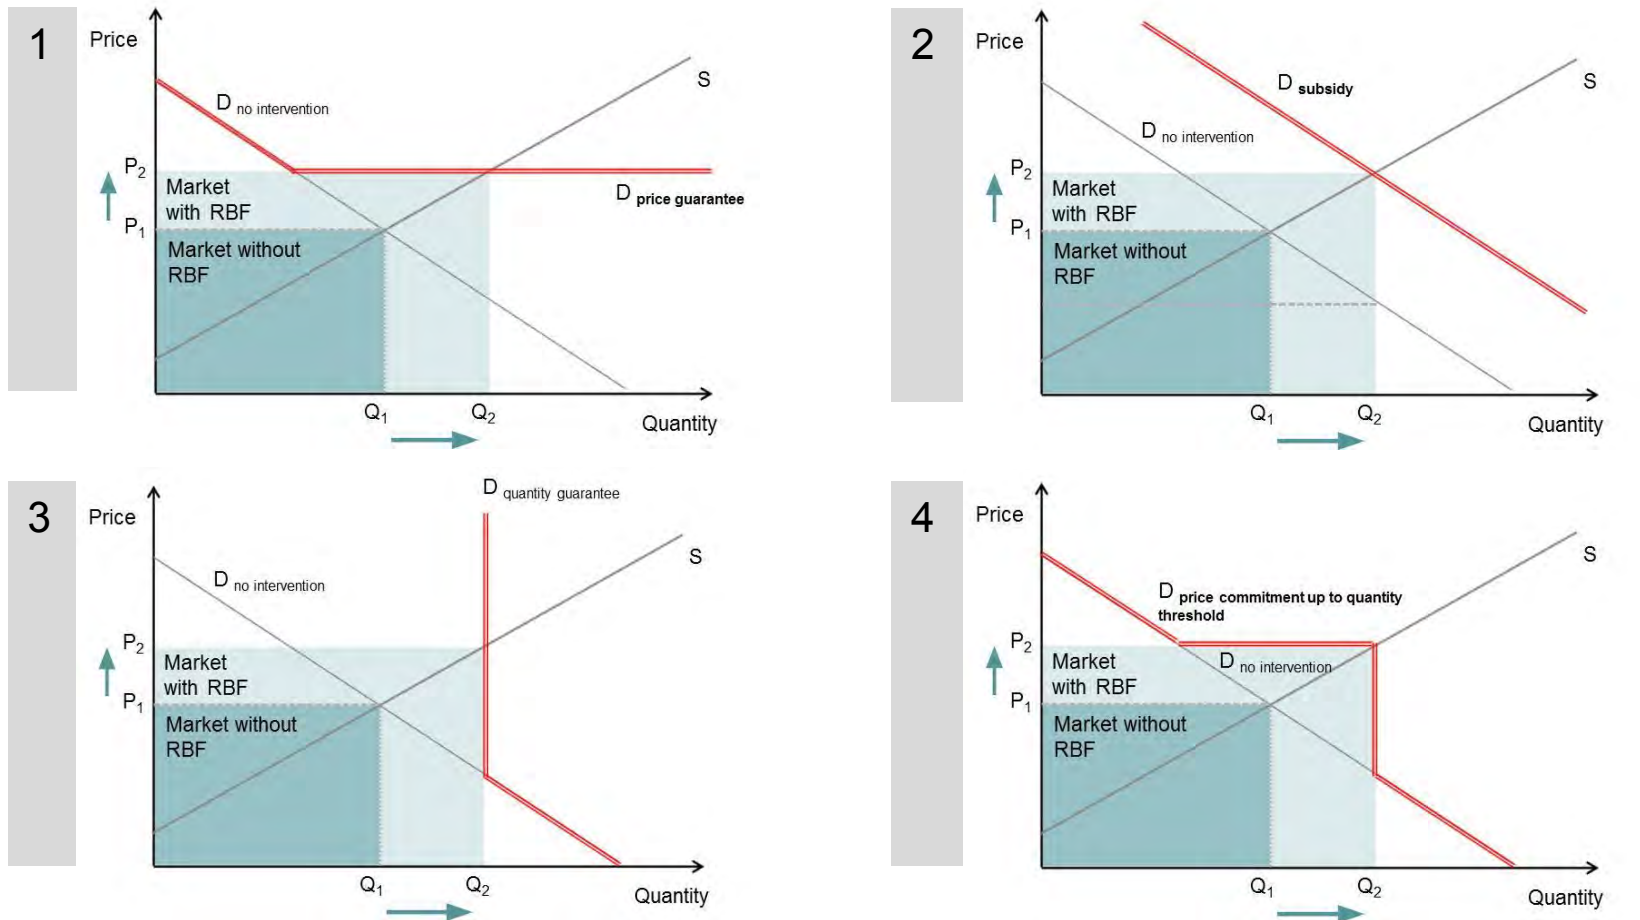 1
Price
D no intervention
S
P2
Market
with RBF
D price guarantee
P1
Market without
RBF
Q1
Q2
Quantity
2
Price
D subsidy
S
D no intervention
P2
Market
with RBF
P1
Market without
RBF
Q1
Q2
Quantity
3
Price
D quantity guarantee
S
D no intervention
P2
Market
with RBF
P1
Market without
RBF
Q1
Q2
Quantity
4
Price
S
D price commitment up to quantity
threshold
P2
Market
with RBF
D no intervention
P1
Market without
RBF
Q1
Q2
Quantity